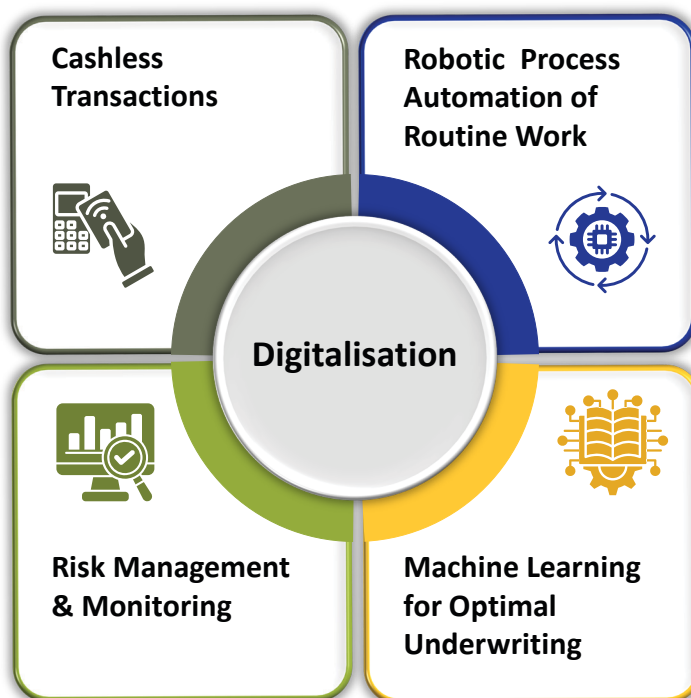 Cashless
Transactions
Robotic Process
Automation of
Routine Work
Digitalisation
Risk Management
& Monitoring
Machine Learning
for Optimal
Underwriting